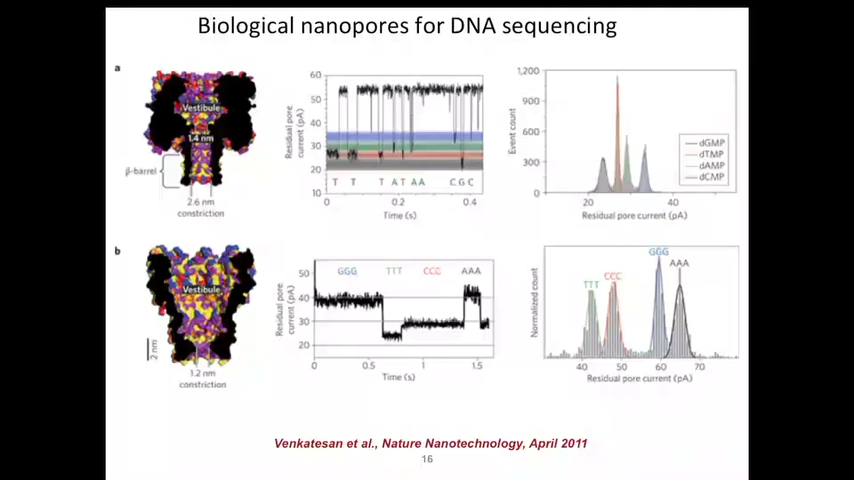 Biological nanopores for DNA sequencing
a
Vestibule
1.4 nm
β-barrel
2.6 nm
constriction
Residual pore
current (pA)
60
50
40
30
20
10
T T T A T A A C G C
0 0.2 0.4
Time (s)
Event count
1,200
900
600
300
0
dGMP
dTMP
dAMP
dCMP
20 40
Residual pore current (pA)
b
Vestibule
2 nm
1.2 nm
constriction
Residual pore
current (pA)
50
40
30
20
GGG TTT CCC AAA
0 0.5 1 1.5
Time (s)
Normalized count
TTT CCC GGG AAA
40 50 60 70
Residual pore current (pA)
Venkatesan et al., Nature Nanotechnology, April 2011
16